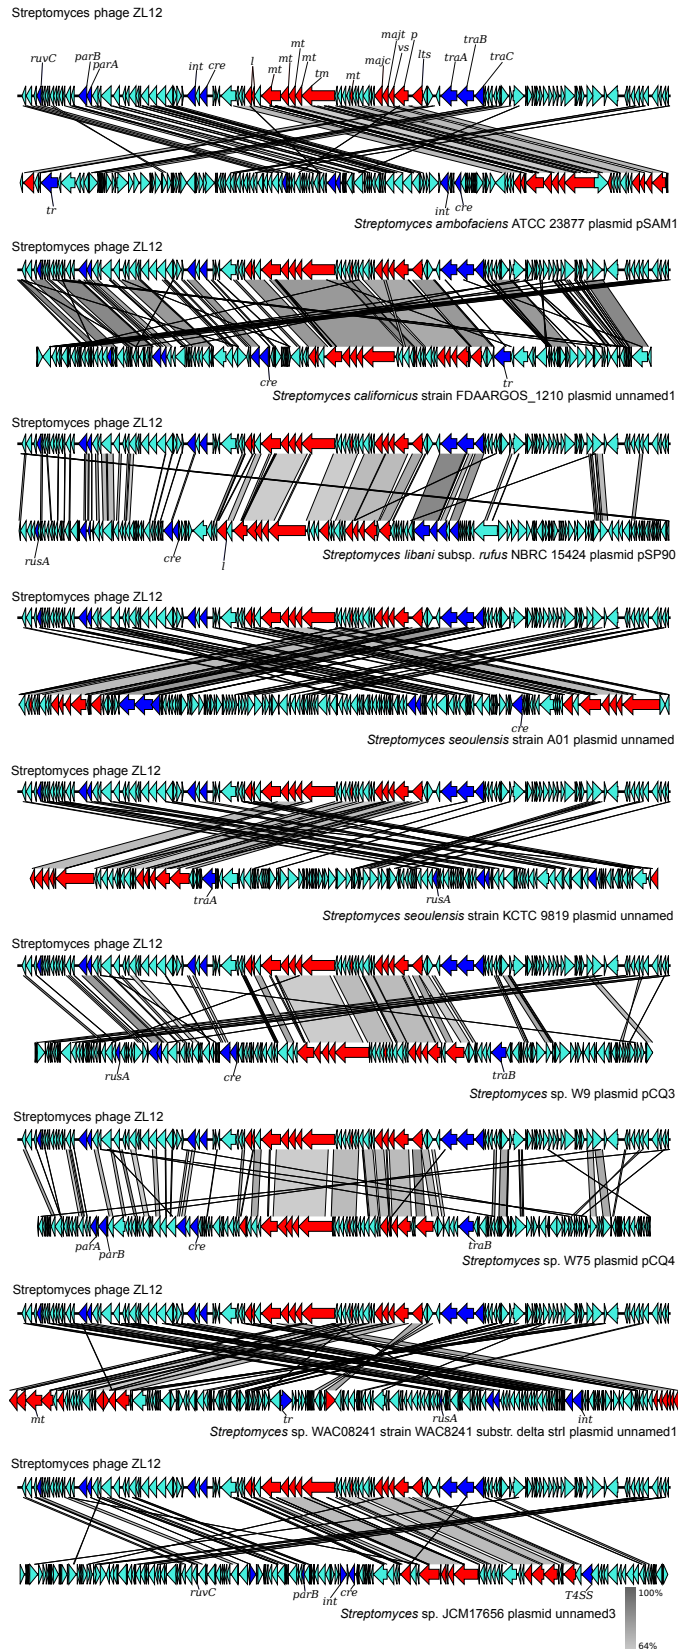 Streptomyces phage ZL12
ruvC parB parA int cre l mt mt mt mt tm mt majc majt vs p lts traA traB traC
tr int cre
Streptomyces ambofaciens ATCC 23877 plasmid pSAM1
Streptomyces phage ZL12
cre tr
Streptomyces californicus strain FDAARGOS_1210 plasmid unnamed1
Streptomyces phage ZL12
rusA cre l
Streptomyces libani subsp. rufus NBRC 15424 plasmid pSP90
Streptomyces phage ZL12
cre
Streptomyces seoulensis strain A01 plasmid unnamed
Streptomyces phage ZL12
traA rusA
Streptomyces seoulensis strain KCTC 9819 plasmid unnamed
Streptomyces phage ZL12
rusA cre traB
Streptomyces sp. W9 plasmid pCQ3
Streptomyces phage ZL12
parA parB cre traB
Streptomyces sp. W75 plasmid pCQ4
Streptomyces phage ZL12
mt tr rusA int
Streptomyces sp. WAC08241 strain WAC8241 substr. delta strI plasmid unnamed1
Streptomyces phage ZL12
ruvC parB int cre T4SS
Streptomyces sp. JCM17656 plasmid unnamed3
100%
64%